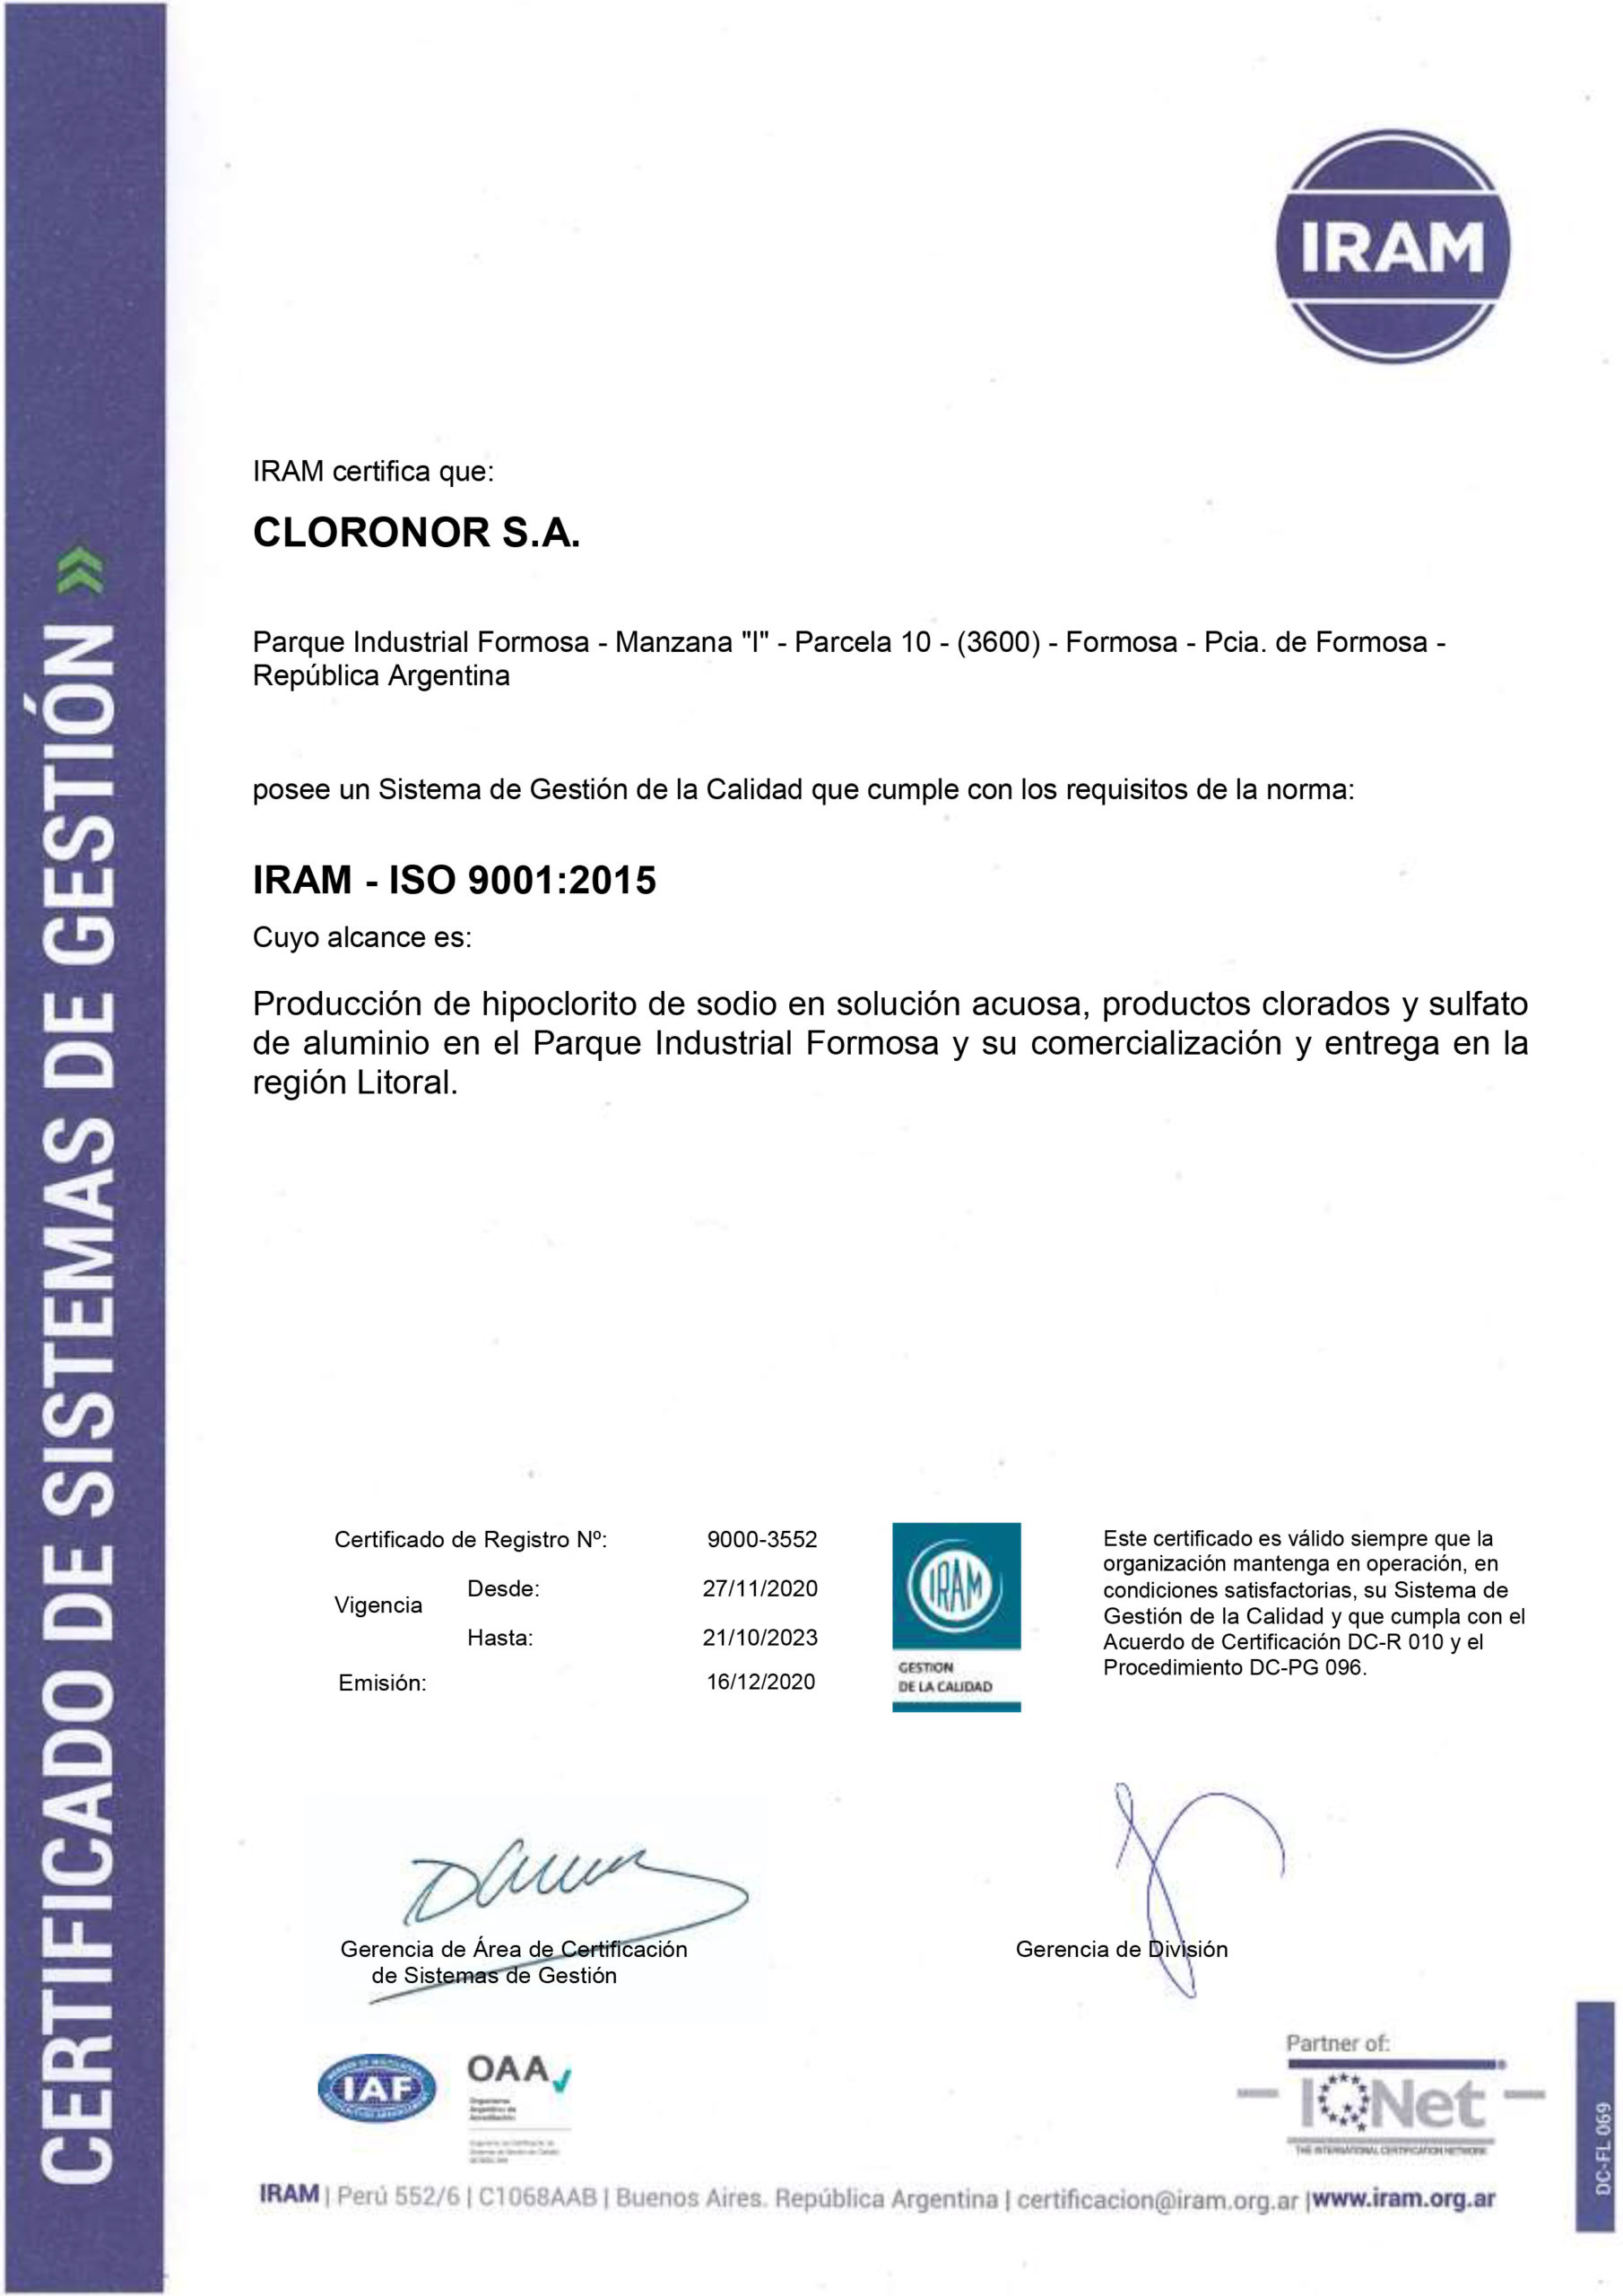 CERTIFICADO DE SISTEMAS DE GESTIÓN
IRAM
IRAM certifica que:
CLORONOR S.A.
Parque Industrial Formosa - Manzana "I" - Parcela 10 - (3600) - Formosa - Pcia. de Formosa -
República Argentina
posee un Sistema de Gestión de la Calidad que cumple con los requisitos de la norma:
IRAM - ISO 9001:2015
Cuyo alcance es:
Producción de hipoclorito de sodio en solución acuosa, productos clorados y sulfato
de aluminio en el Parque Industrial Formosa y su comercialización y entrega en la
región Litoral.
Certificado de Registro Nº: 9000-3552
Vigencia
Desde: 27/11/2020
Hasta: 21/10/2023
Emisión: 16/12/2020
IRAM
GESTION
DE LA CALIDAD
Este certificado es válido siempre que la
organización mantenga en operación, en
condiciones satisfactorias, su Sistema de
Gestión de la Calidad y que cumpla con el
Acuerdo de Certificación DC-R 010 y el
Procedimiento DC-PG 096.
Gerencia de Área de Certificación
de Sistemas de Gestión
Gerencia de División
IAF
OAA
Organismo
Argentino de
Acreditación
Partner of:
IQNet
THE INTERNATIONAL CERTIFICATION NETWORK
DC-FL 069
IRAM | Perú 552/6 | C1068AAB | Buenos Aires. República Argentina | certificacion@iram.org.ar |www.iram.org.ar